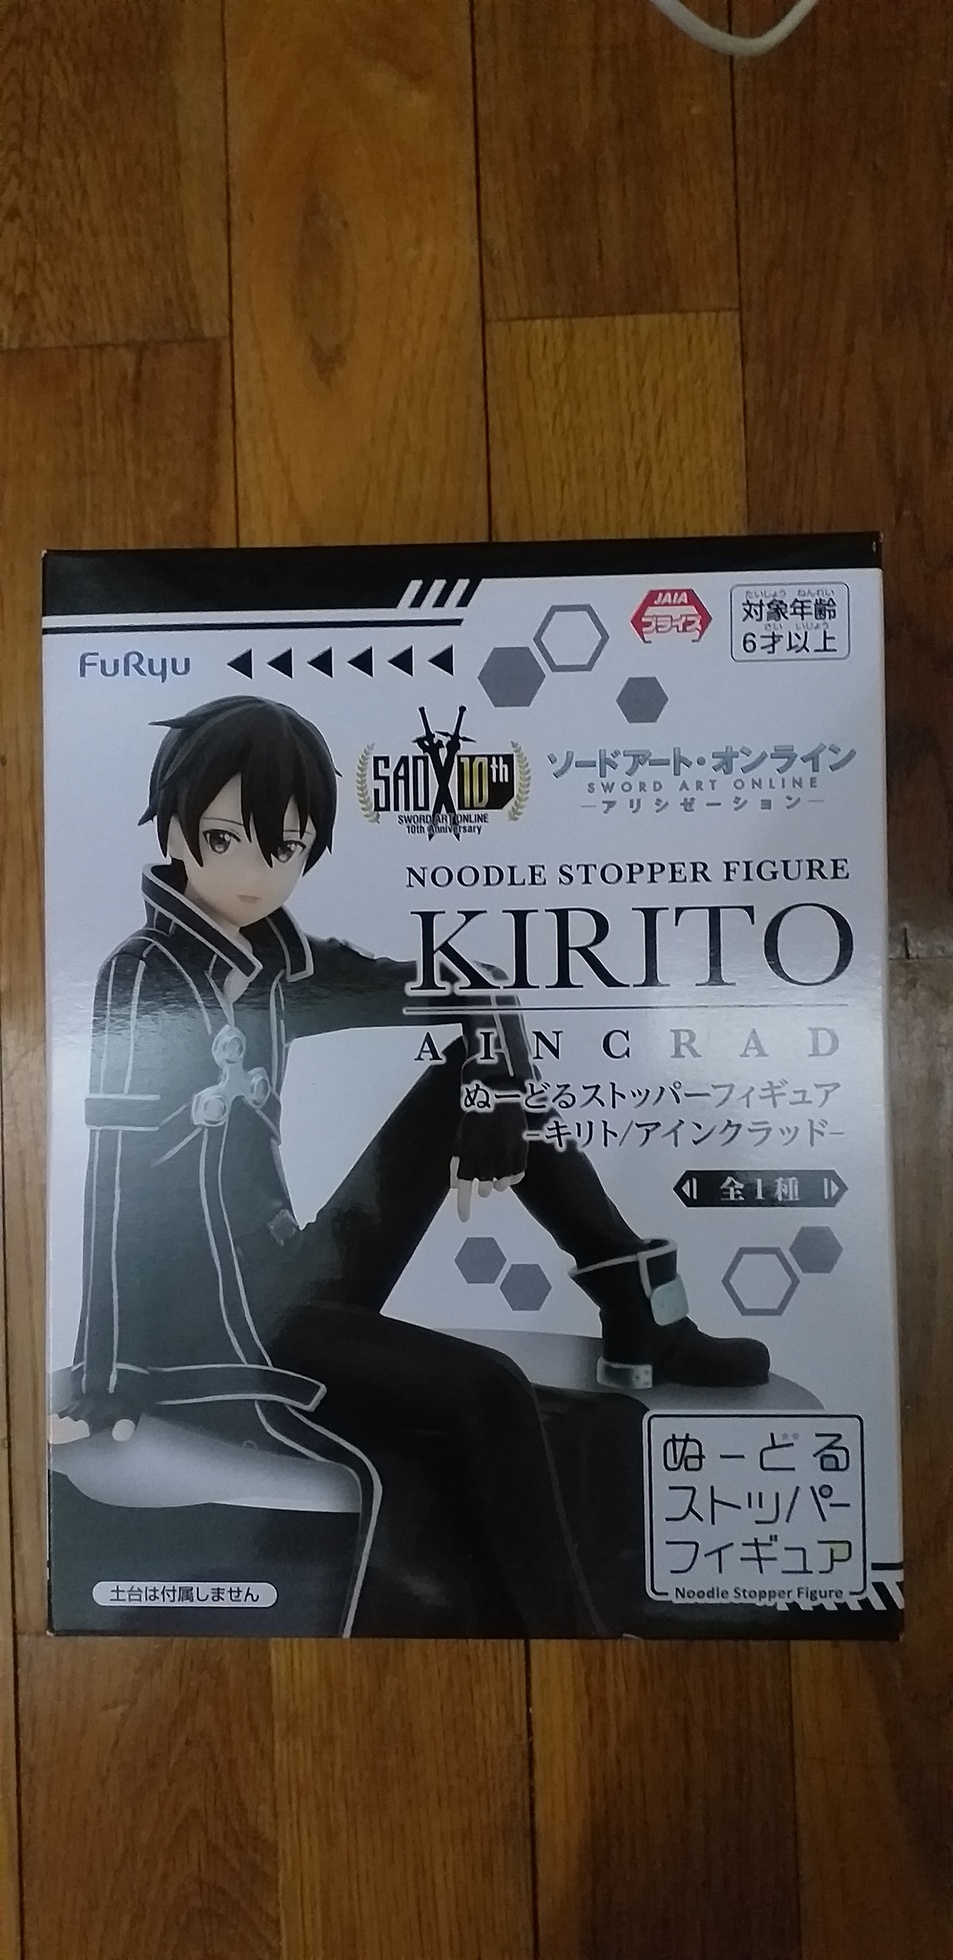 JAIA
プライズ
たいしょう ねんれい
対象年齢
さい いじょう
6才以上
FuRyu
SAO X 10th
SWORD ART ONLINE
10th Anniversary
ソードアート・オンライン
SWORD ART ONLINE
—アリシゼーション—
NOODLE STOPPER FIGURE
KIRITO
AINCRAD
ぬーどるストッパーフィギュア
-キリト/アインクラッド-
全1種
ぬーどる
ストッパー
フィギュア
Noodle Stopper Figure
土台は付属しません